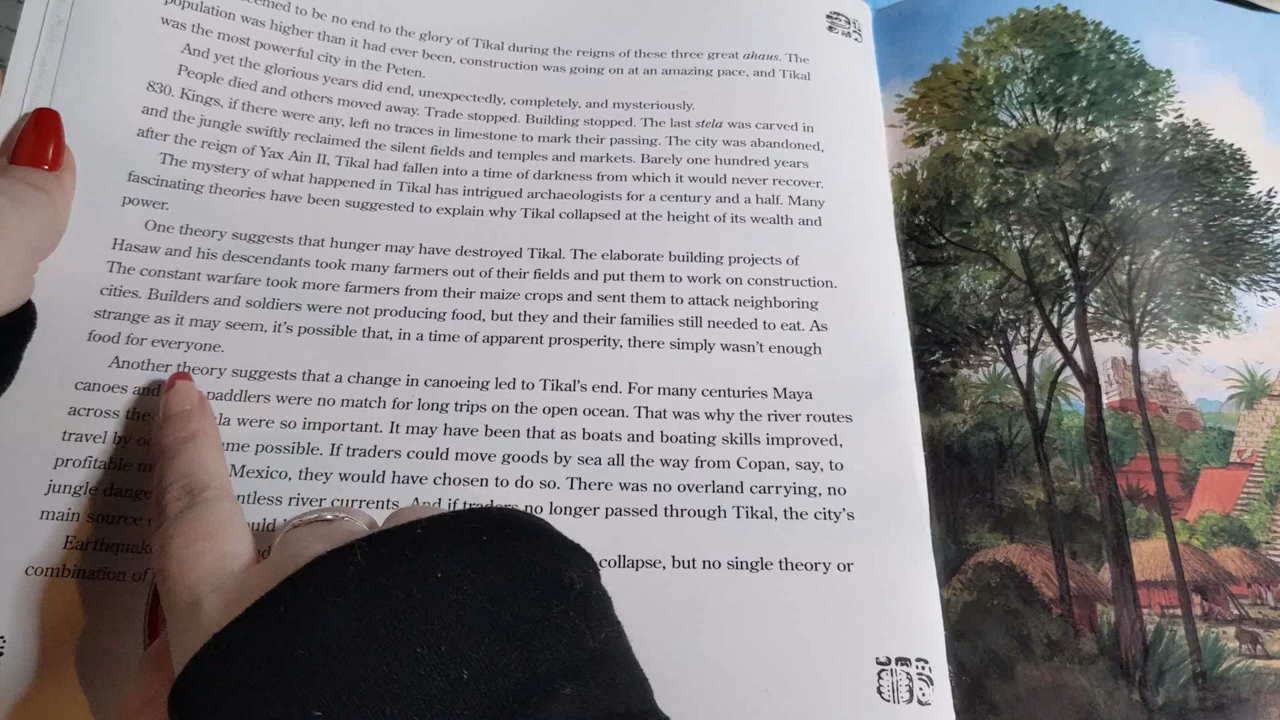 emed to be no end to the glory of Tikal during the reigns of these three great ahaus. The
population was higher than it had ever been, construction was going on at an amazing pace, and Tikal
was the most powerful city in the Peten.
And yet the glorious years did end, unexpectedly, completely, and mysteriously.
People died and others moved away. Trade stopped. Building stopped. The last stela was carved in
830. Kings, if there were any, left no traces in limestone to mark their passing. The city was abandoned,
and the jungle swiftly reclaimed the silent fields and temples and markets. Barely one hundred years
after the reign of Yax Ain II, Tikal had fallen into a time of darkness from which it would never recover.
The mystery of what happened in Tikal has intrigued archaeologists for a century and a half. Many
fascinating theories have been suggested to explain why Tikal collapsed at the height of its wealth and
power.
One theory suggests that hunger may have destroyed Tikal. The elaborate building projects of
Hasaw and his descendants took many farmers out of their fields and put them to work on construction.
The constant warfare took more farmers from their maize crops and sent them to attack neighboring
cities. Builders and soldiers were not producing food, but they and their families still needed to eat. As
strange as it may seem, it's possible that, in a time of apparent prosperity, there simply wasn't enough
food for everyone.
Another theory suggests that a change in canoeing led to Tikal's end. For many centuries Maya
canoes and paddlers were no match for long trips on the open ocean. That was why the river routes
across the la were so important. It may have been that as boats and boating skills improved,
travel by me possible. If traders could move goods by sea all the way from Copan, say, to
profitable Mexico, they would have chosen to do so. There was no overland carrying, no
jungle dange ntless river currents. And if traders no longer passed through Tikal, the city's
main source uld
Earthquak collapse, but no single theory or
combination of